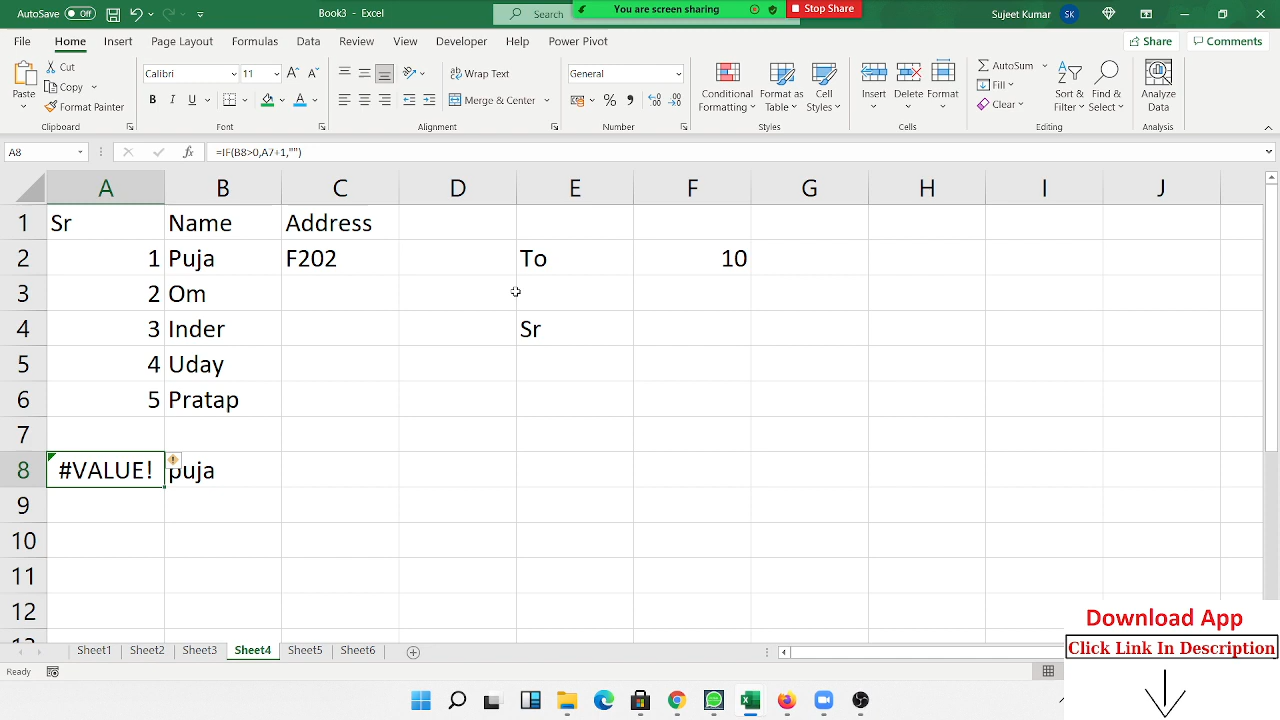 AutoSave Off
Book3 - Excel
Search
You are screen sharing
Stop Share
Sujeet Kumar
SK
File Home Insert Page Layout Formulas Data Review View Developer Help Power Pivot
Share
Comments
Paste
Cut
Copy
Format Painter
Calibri 11
B I U
A A
Wrap Text
Merge & Center
General
% ,
Conditional Formatting
Format as Table
Cell Styles
Insert
Delete
Format
AutoSum
Fill
Clear
Sort & Filter
Find & Select
Analyze Data
Clipboard Font Alignment Number Styles Cells Editing Analysis
A8
fx
=IF(B8>0,A7+1,"")
A B C D E F G H I J
1 Sr Name Address
2 1 Puja F202 To 10
3 2 Om
4 3 Inder Sr
5 4 Uday
6 5 Pratap
7
8 #VALUE! puja
9
10
11
12
Sheet1 Sheet2 Sheet3 Sheet4 Sheet5 Sheet6
Ready
Download App
Click Link In Description